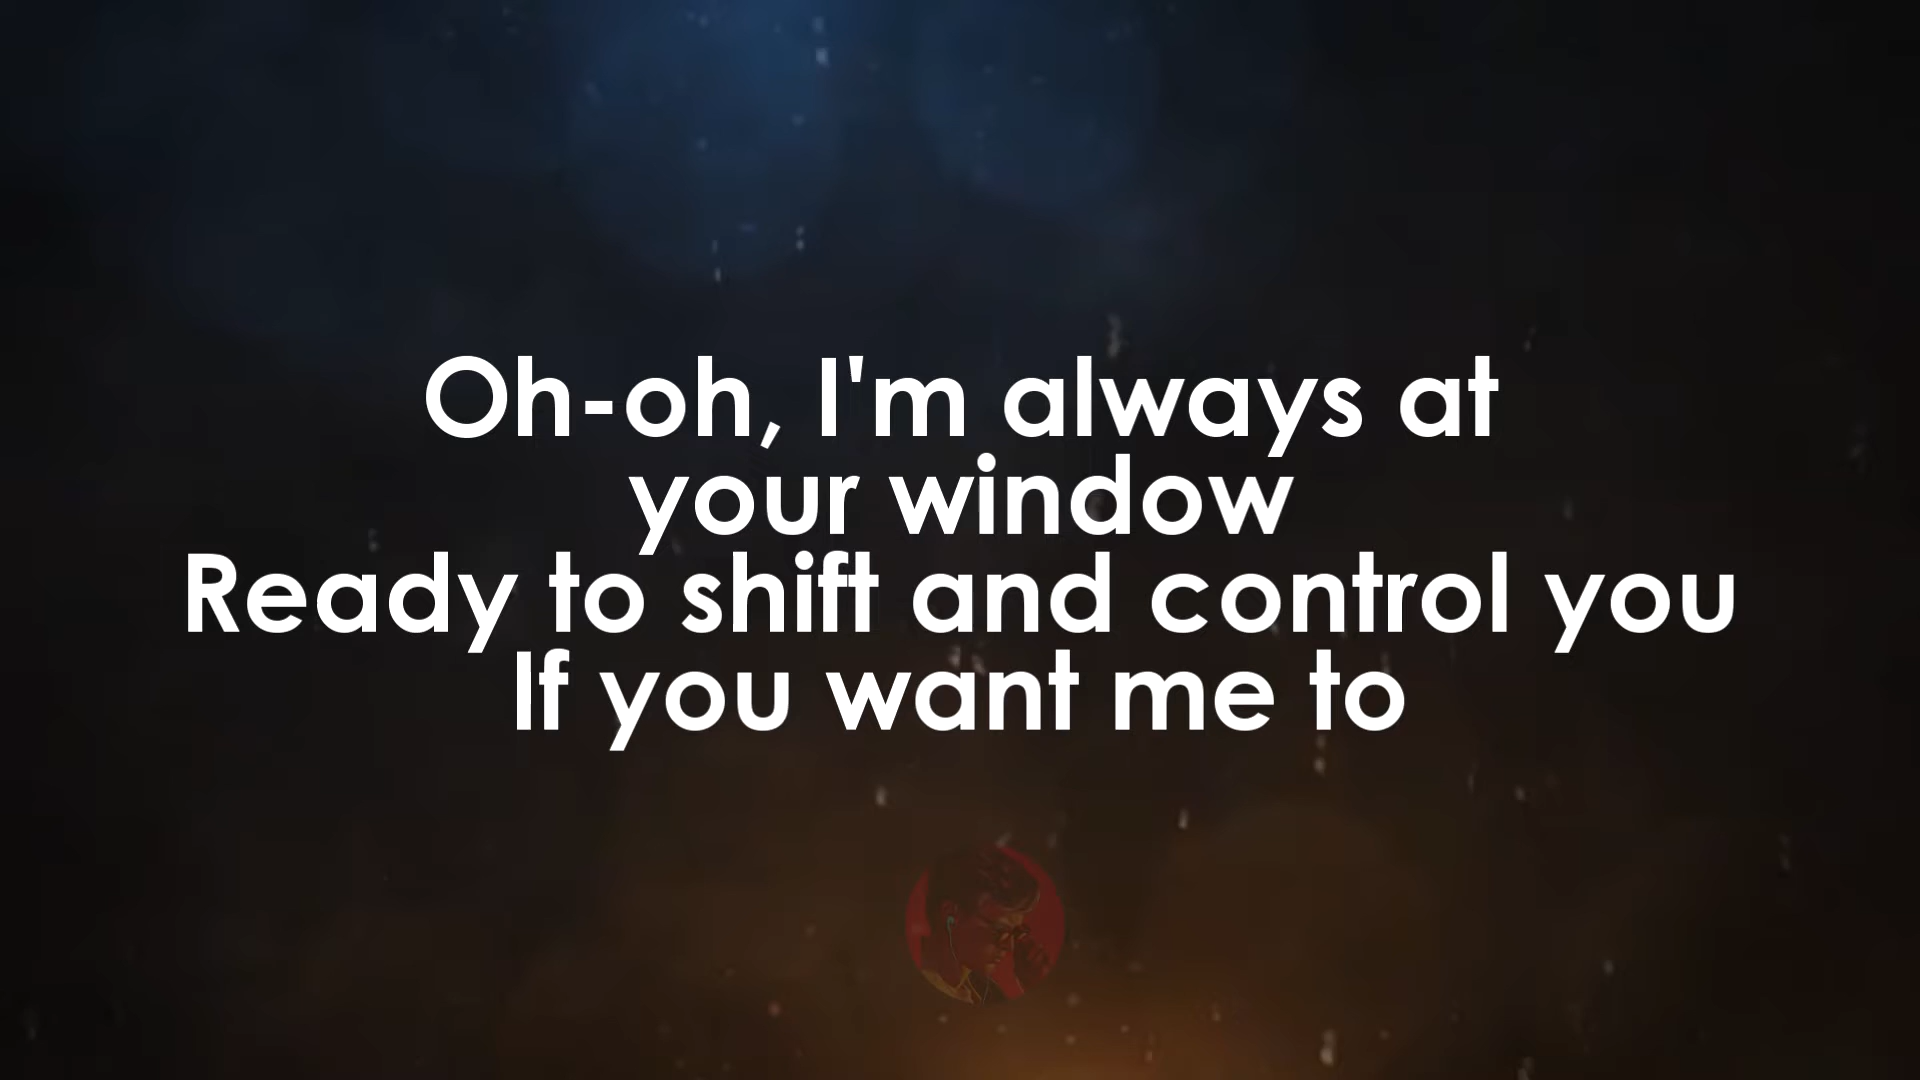 Oh-oh, I'm always at
your window
Ready to shift and control you
If you want me to